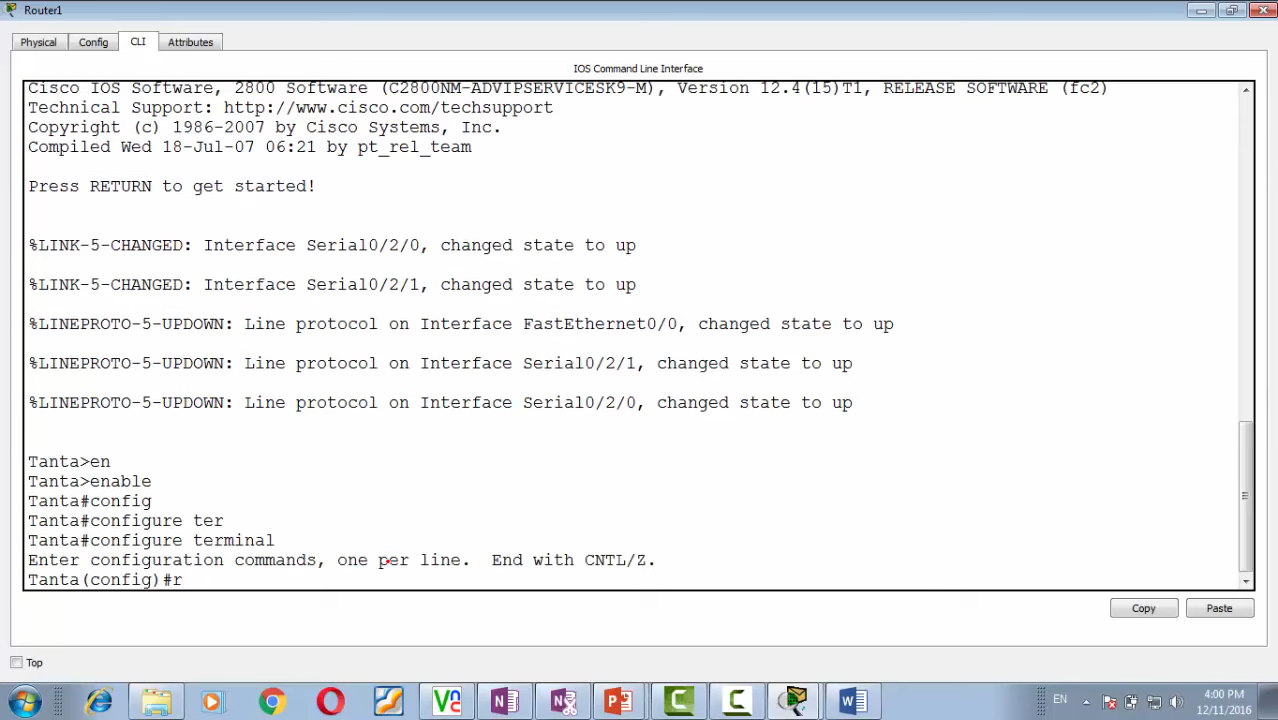 Router1
Physical Config CLI Attributes
IOS Command Line Interface
Cisco IOS Software, 2800 Software (C2800NM-ADVIPSERVICESK9-M), Version 12.4(15)T1, RELEASE SOFTWARE (fc2)
Technical Support: http://www.cisco.com/techsupport
Copyright (c) 1986-2007 by Cisco Systems, Inc.
Compiled Wed 18-Jul-07 06:21 by pt_rel_team
Press RETURN to get started!
%LINK-5-CHANGED: Interface Serial0/2/0, changed state to up
%LINK-5-CHANGED: Interface Serial0/2/1, changed state to up
%LINEPROTO-5-UPDOWN: Line protocol on Interface FastEthernet0/0, changed state to up
%LINEPROTO-5-UPDOWN: Line protocol on Interface Serial0/2/1, changed state to up
%LINEPROTO-5-UPDOWN: Line protocol on Interface Serial0/2/0, changed state to up
Tanta>en
Tanta>enable
Tanta#config
Tanta#configure ter
Tanta#configure terminal
Enter configuration commands, one per line.  End with CNTL/Z.
Tanta(config)#r
Copy Paste
Top
EN 4:00 PM
12/11/2016